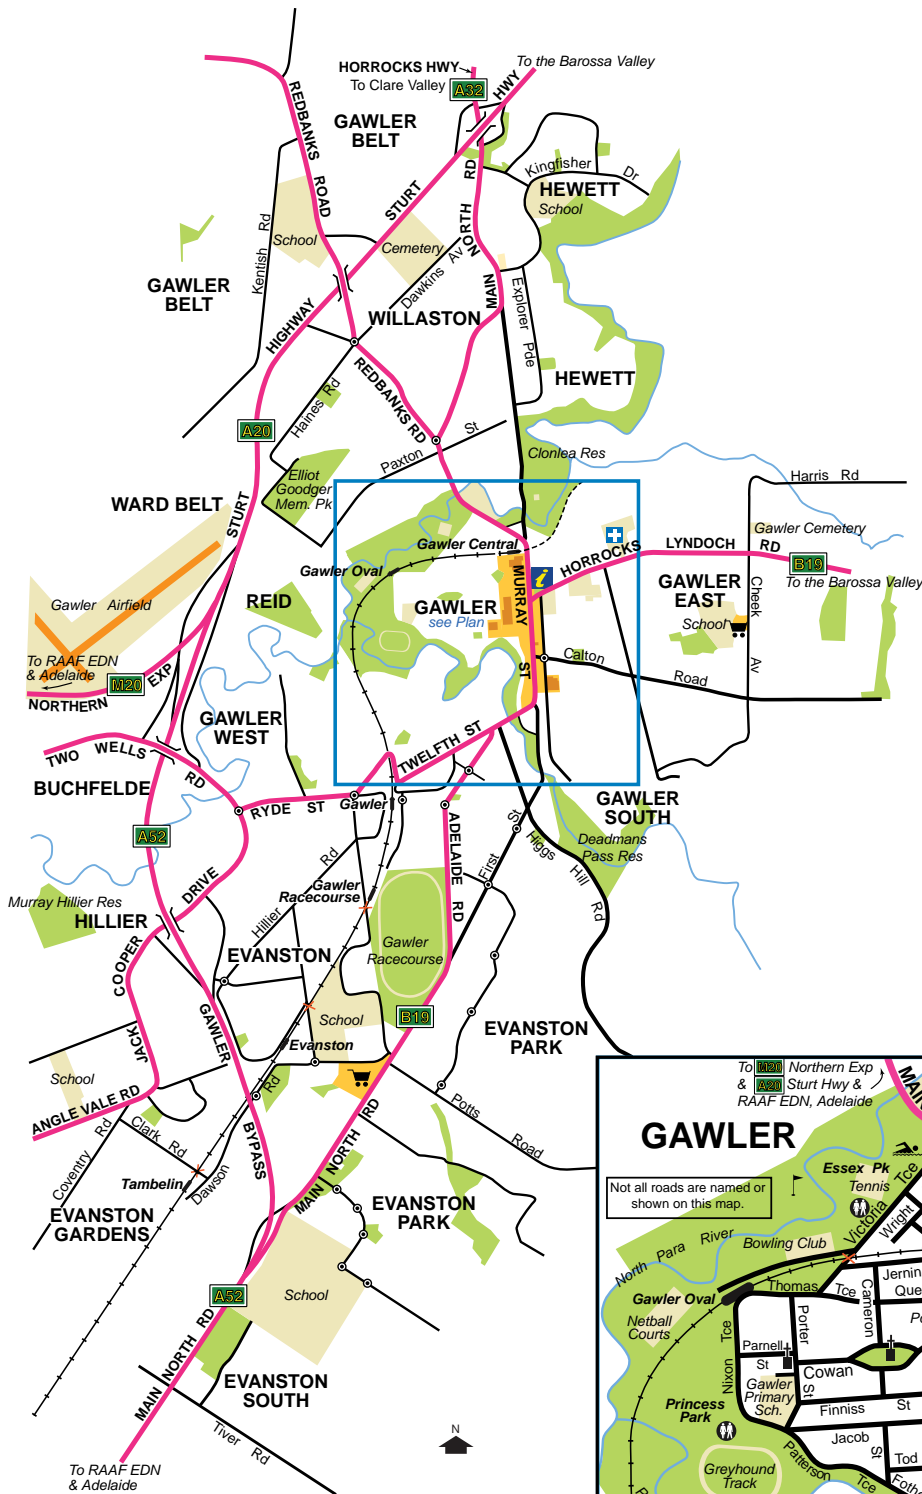 HORROCKS HWY
To Clare Valley
A32
HWY
To the Barossa Valley
REDBANKS ROAD
GAWLER
BELT
Kingfisher Dr
HEWETT
School
STURT
NORTH RD
Kentish Rd
School
Cemetery
Dawkins Av
GAWLER
BELT
HIGHWAY
WILLASTON
MAIN
Explorer Pde
HEWETT
REDBANKS RD
Haines Rd
A20
Paxton St
Clonlea Res
Elliot
Goodger
Mem. Pk
Harris Rd
WARD BELT
STURT
Gawler Cemetery
Gawler Central
HORROCKS
LYNDOCH RD
B19
To the Barossa Valley
Gawler Oval
i
MURRAY ST
Gawler Airfield
REID
GAWLER
see Plan
GAWLER
EAST
School
Cheek Av
To RAAF EDN
& Adelaide
M20
NORTHERN EXP
Calton Road
GAWLER
WEST
TWO WELLS RD
TWELFTH ST
BUCHFELDE
RYDE ST
Gawler
GAWLER
SOUTH
A52
ADELAIDE RD
First St
Higgs Hill Rd
Deadmans
Pass Res
Murray Hillier Res
DRIVE
Hillier Rd
Gawler
Racecourse
HILLIER
COOPER
EVANSTON
Gawler
Racecourse
JACK
GAWLER
School
B19
EVANSTON
PARK
Evanston
School
ANGLE VALE RD
Rd
Potts Road
Coventry Rd
Clark Rd
BYPASS
Dawson
Tambelin
MAIN NORTH RD
EVANSTON
GARDENS
EVANSTON
PARK
A52
School
MAIN NORTH RD
EVANSTON
SOUTH
Tiver Rd
To RAAF EDN
& Adelaide
N
To M20 Northern Exp
& A20 Sturt Hwy &
RAAF EDN, Adelaide
MAIN
GAWLER
Not all roads are named or
shown on this map.
Essex Pk
Tennis
Victoria Tce
Wright
North Para River
Bowling Club
Thomas Tce
Cameron
Jernin
Que
Gawler Oval
Netball
Courts
Nixon Tce
Porter St
Parnell
St
Cowan
Gawler
Primary
Sch.
Finniss St
Princess
Park
Jacob
St
Tod
Patterson Tce
Fothe
Greyhound
Track